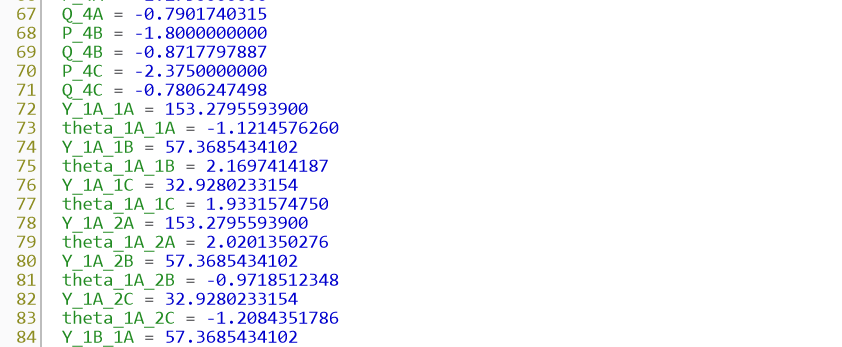 67 Q_4A = -0.7901740315
68 P_4B = -1.8000000000
69 Q_4B = -0.8717797887
70 P_4C = -2.3750000000
71 Q_4C = -0.7806247498
72 Y_1A_1A = 153.2795593900
73 theta_1A_1A = -1.1214576260
74 Y_1A_1B = 57.3685434102
75 theta_1A_1B = 2.1697414187
76 Y_1A_1C = 32.9280233154
77 theta_1A_1C = 1.9331574750
78 Y_1A_2A = 153.2795593900
79 theta_1A_2A = 2.0201350276
80 Y_1A_2B = 57.3685434102
81 theta_1A_2B = -0.9718512348
82 Y_1A_2C = 32.9280233154
83 theta_1A_2C = -1.2084351786
84 Y_1B_1A = 57.3685434102